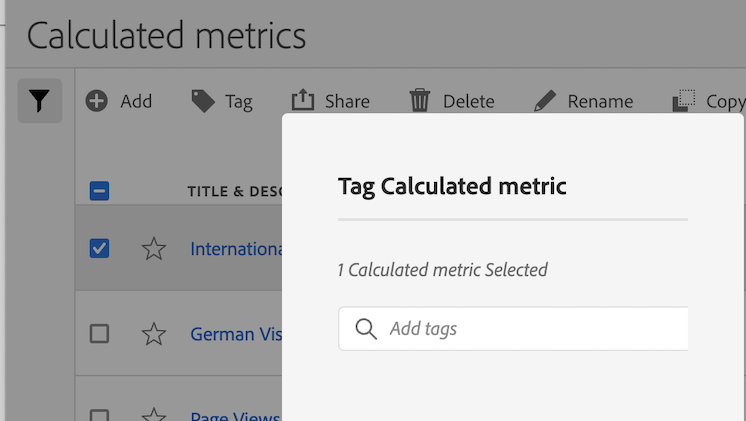 Calculated metrics
Add Tag Share Delete Rename Copy
TITLE & DESC
Tag Calculated metric
Internationa
1 Calculated metric Selected
German Vis
Add tags
Page Views